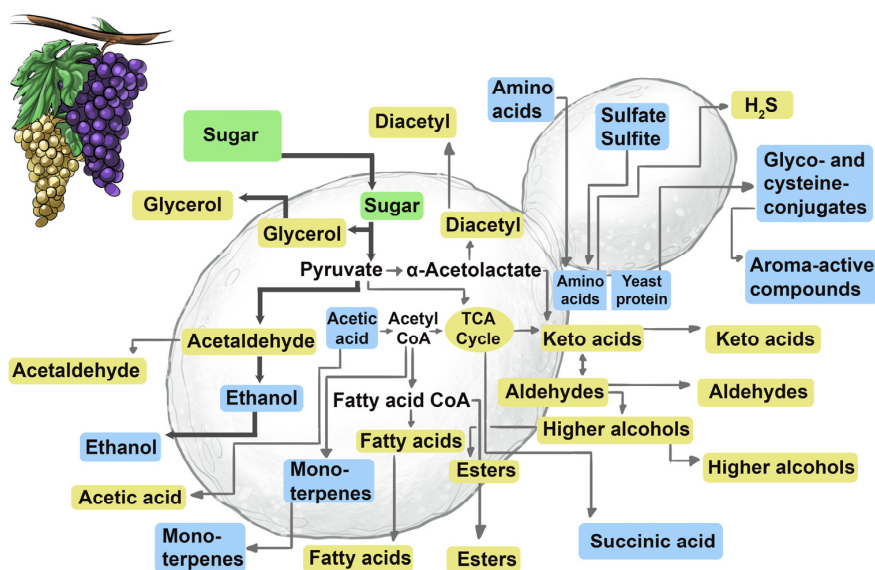 Amino
acids
Sulfate
Sulfite
H₂S
Diacetyl
Sugar
Glyco- and
cysteine-
conjugates
Glycerol
Sugar
Glycerol
Diacetyl
Pyruvate
α-Acetolactate
Amino
acids
Yeast
protein
Aroma-active
compounds
Acetaldehyde
Acetic
acid
Acetyl
CoA
TCA
Cycle
Keto acids
Keto acids
Acetaldehyde
Ethanol
Fatty acid CoA
Aldehydes
Aldehydes
Ethanol
Fatty acids
Higher alcohols
Acetic acid
Mono-
terpenes
Esters
Higher alcohols
Mono-
terpenes
Fatty acids
Esters
Succinic acid